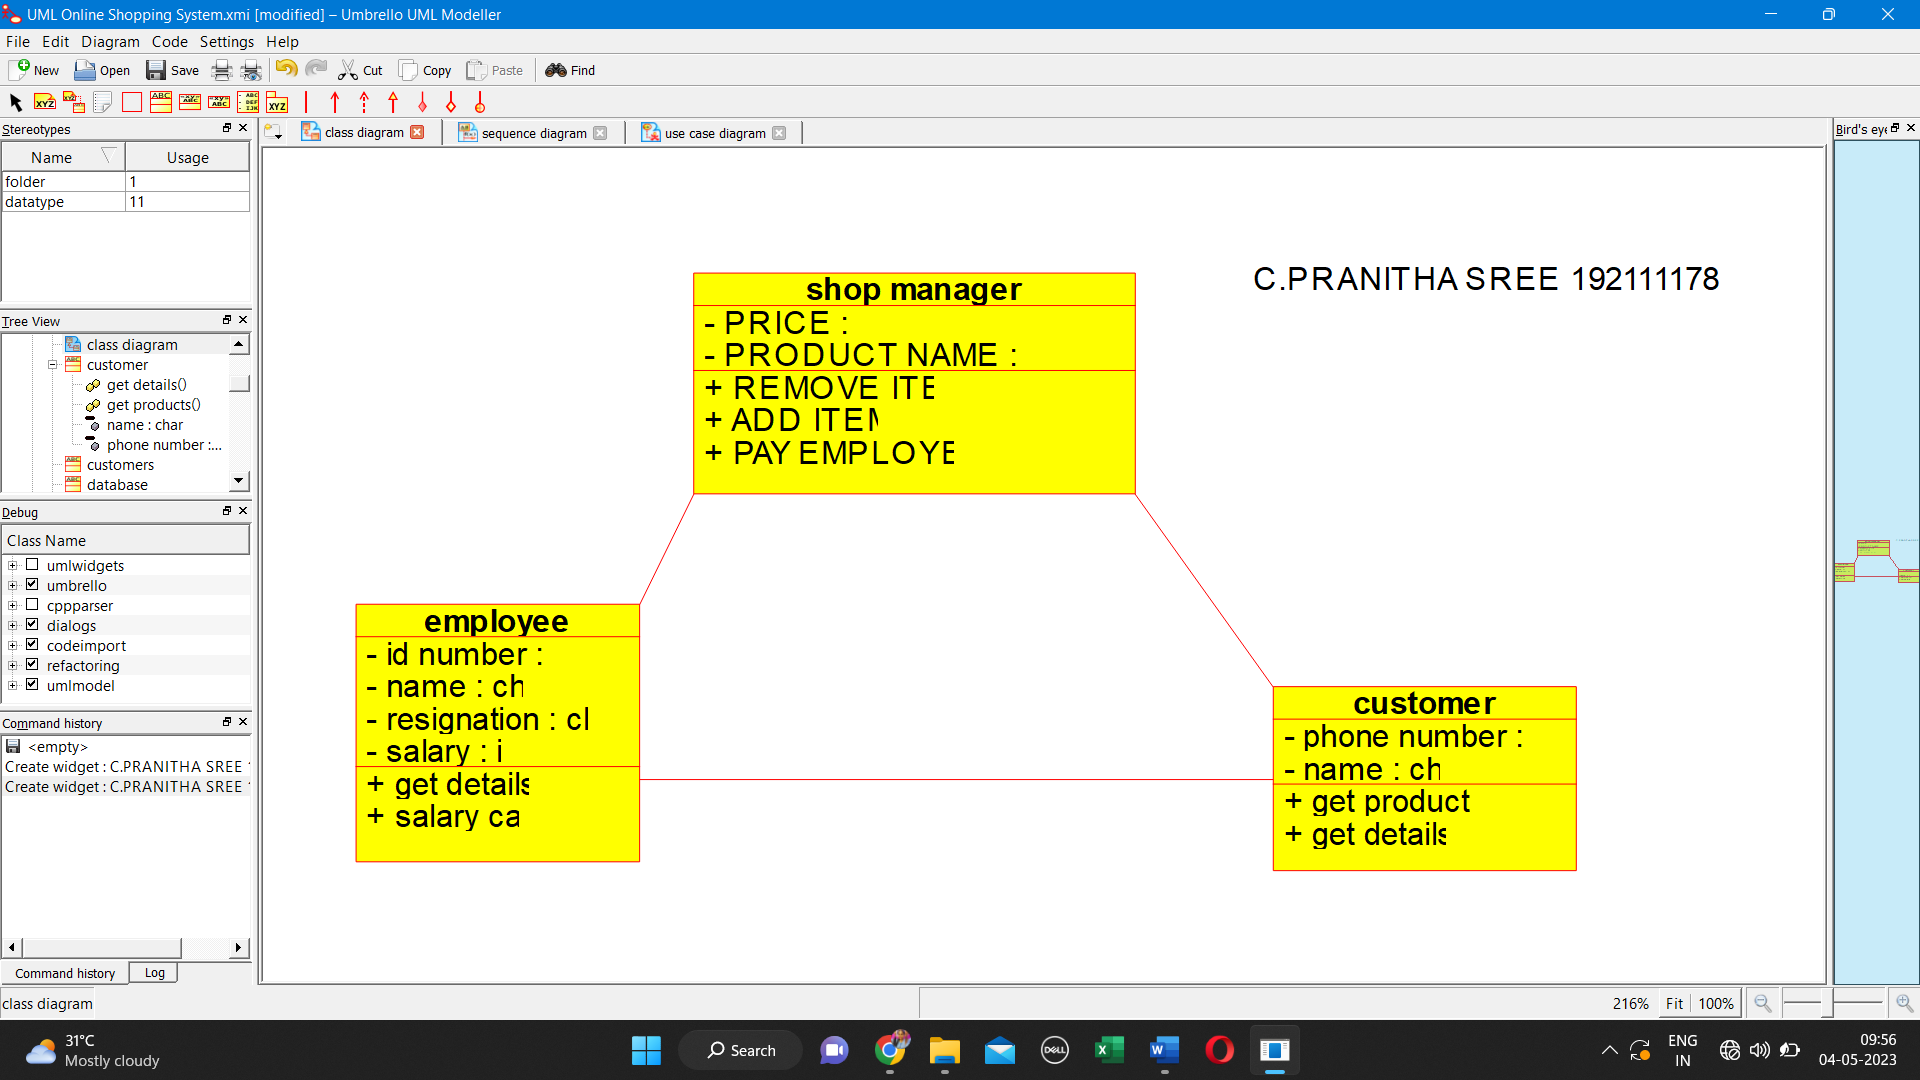 UML Online Shopping System.xmi [modified] – Umbrello UML Modeller
File Edit Diagram Code Settings Help
New Open Save Cut Copy Paste Find
Stereotypes
Name Usage
folder 1
datatype 11
Tree View
class diagram
customer
get details()
get products()
name : char
phone number :...
customers
database
Debug
Class Name
umlwidgets
umbrello
cppparser
dialogs
codeimport
refactoring
umlmodel
Command history
<empty>
Create widget : C.PRANITHA SREE
Create widget : C.PRANITHA SREE
Command history Log
class diagram
class diagram sequence diagram use case diagram
C.PRANITHA SREE 192111178
shop manager
- PRICE :
- PRODUCT NAME :
+ REMOVE ITE
+ ADD ITEM
+ PAY EMPLOYE
employee
- id number :
- name : ch
- resignation : cl
- salary : i
+ get details
+ salary ca
customer
- phone number :
- name : ch
+ get product
+ get details
Bird's eye
216% Fit 100%
31°C
Mostly cloudy
Search
DELL
ENG
IN
09:56
04-05-2023